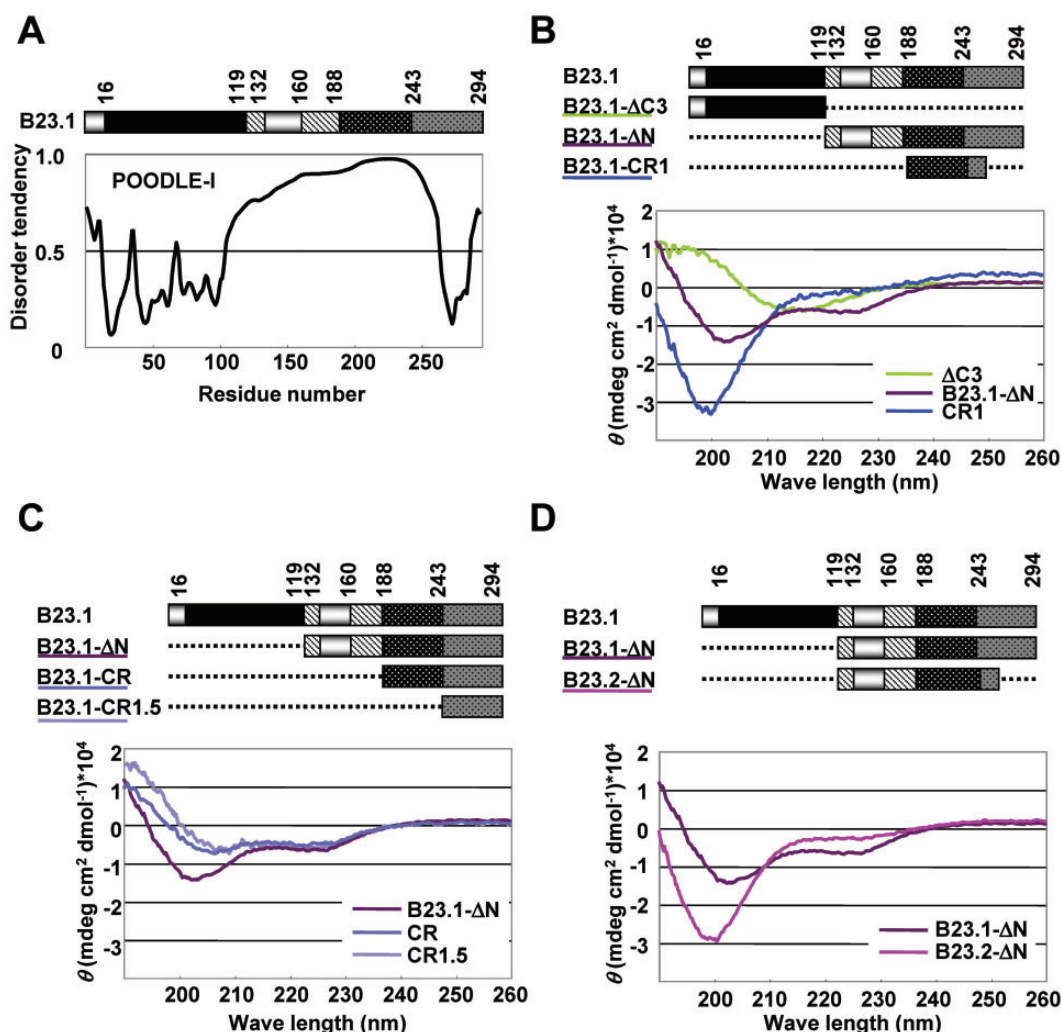 A
16 119 132 160 188 243 294
B23.1
1.0
0.5
0
Disorder tendency
POODLE-I
50 100 150 200 250
Residue number
B
16 119 132 160 188 243 294
B23.1
B23.1-ΔC3
B23.1-ΔN
B23.1-CR1
2
1
0
-1
-2
-3
θ (mdeg cm² dmol⁻¹)*10⁴
ΔC3
B23.1-ΔN
CR1
200 210 220 230 240 250 260
Wave length (nm)
C
16 119 132 160 188 243 294
B23.1
B23.1-ΔN
B23.1-CR
B23.1-CR1.5
2
1
0
-1
-2
-3
θ (mdeg cm² dmol⁻¹)*10⁴
B23.1-ΔN
CR
CR1.5
200 210 220 230 240 250 260
Wave length (nm)
D
16 119 132 160 188 243 294
B23.1
B23.1-ΔN
B23.2-ΔN
2
1
0
-1
-2
-3
θ (mdeg cm² dmol⁻¹)*10⁴
B23.1-ΔN
B23.2-ΔN
200 210 220 230 240 250 260
Wave length (nm)